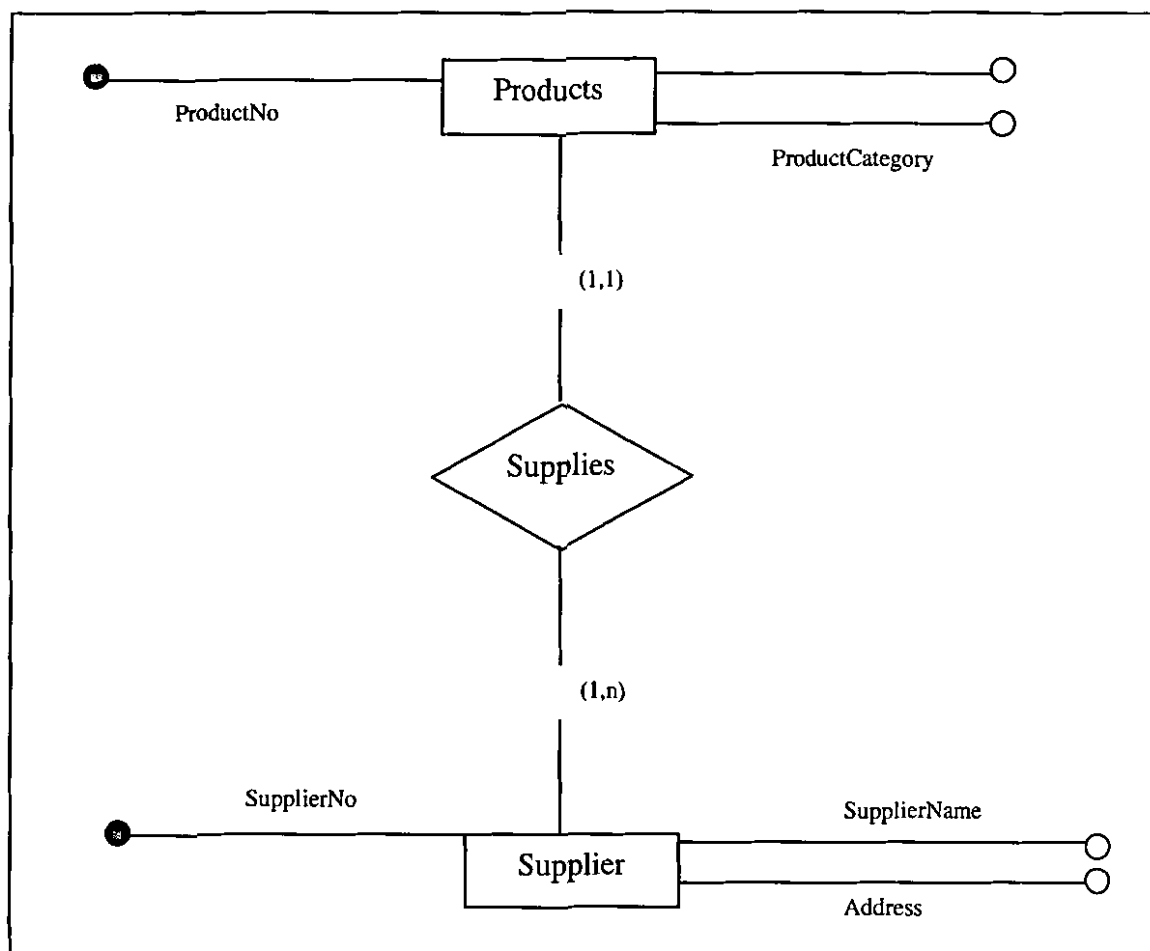 Products
ProductNo
ProductCategory
(1,1)
Supplies
(1,n)
SupplierNo
SupplierName
Supplier
Address